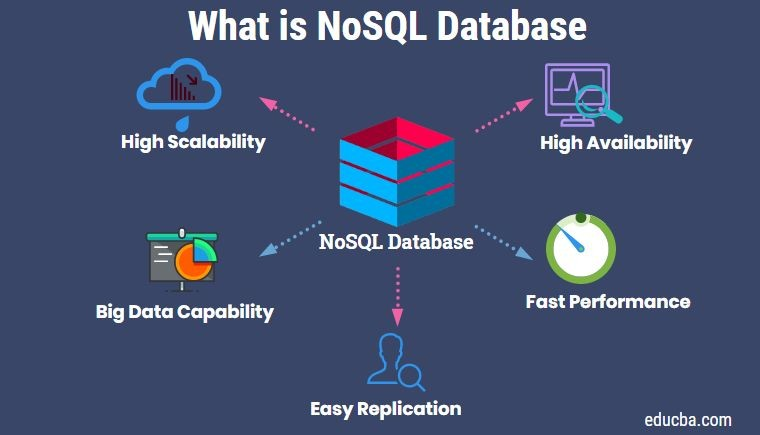 What is NoSQL Database
High Scalability
High Availability
NoSQL Database
Big Data Capability
Fast Performance
Easy Replication
educba.com